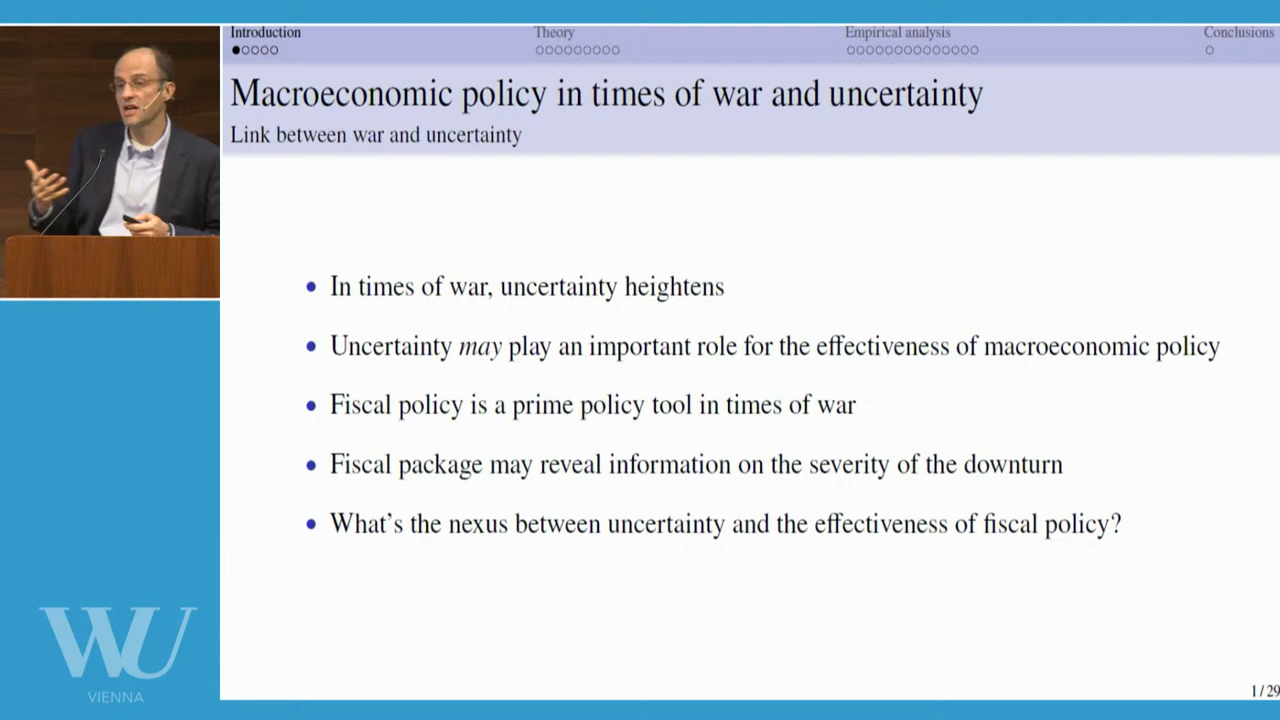 Introduction
Theory
Empirical analysis
Conclusions
Macroeconomic policy in times of war and uncertainty
Link between war and uncertainty
• In times of war, uncertainty heightens
• Uncertainty may play an important role for the effectiveness of macroeconomic policy
• Fiscal policy is a prime policy tool in times of war
• Fiscal package may reveal information on the severity of the downturn
• What's the nexus between uncertainty and the effectiveness of fiscal policy?
WU
VIENNA
1 / 29